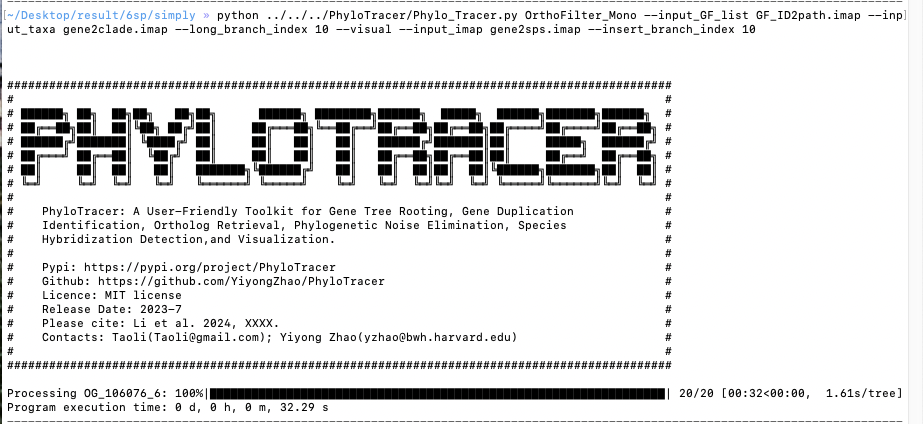 [~/Desktop/result/6sp/simply » python ../../../PhyloTracer/Phylo_Tracer.py OrthoFilter_Mono --input_GF_list GF_ID2path.imap --inp]
ut_taxa gene2clade.imap --long_branch_index 10 --visual --input_imap gene2sps.imap --insert_branch_index 10
###############################################################################################
#                                                                                             #
# PHYLOTRACER #
#                                                                                             #
#    PhyloTracer: A User-Friendly Toolkit for Gene Tree Rooting, Gene Duplication             #
#    Identification, Ortholog Retrieval, Phylogenetic Noise Elimination, Species              #
#    Hybridization Detection,and Visualization.                                               #
#                                                                                             #
#    Pypi: https://pypi.org/project/PhyloTracer                                               #
#    Github: https://github.com/YiyongZhao/PhyloTracer                                        #
#    Licence: MIT license                                                                     #
#    Release Date: 2023-7                                                                     #
#    Please cite: Li et al. 2024, XXXX.                                                       #
#    Contacts: Taoli(Taoli@gmail.com); Yiyong Zhao(yzhao@bwh.harvard.edu)                     #
#                                                                                             #
###############################################################################################
Processing OG_106076_6: 100%|█████████████████████████████████████████████████████████████████| 20/20 [00:32<00:00,  1.61s/tree]
Program execution time: 0 d, 0 h, 0 m, 32.29 s